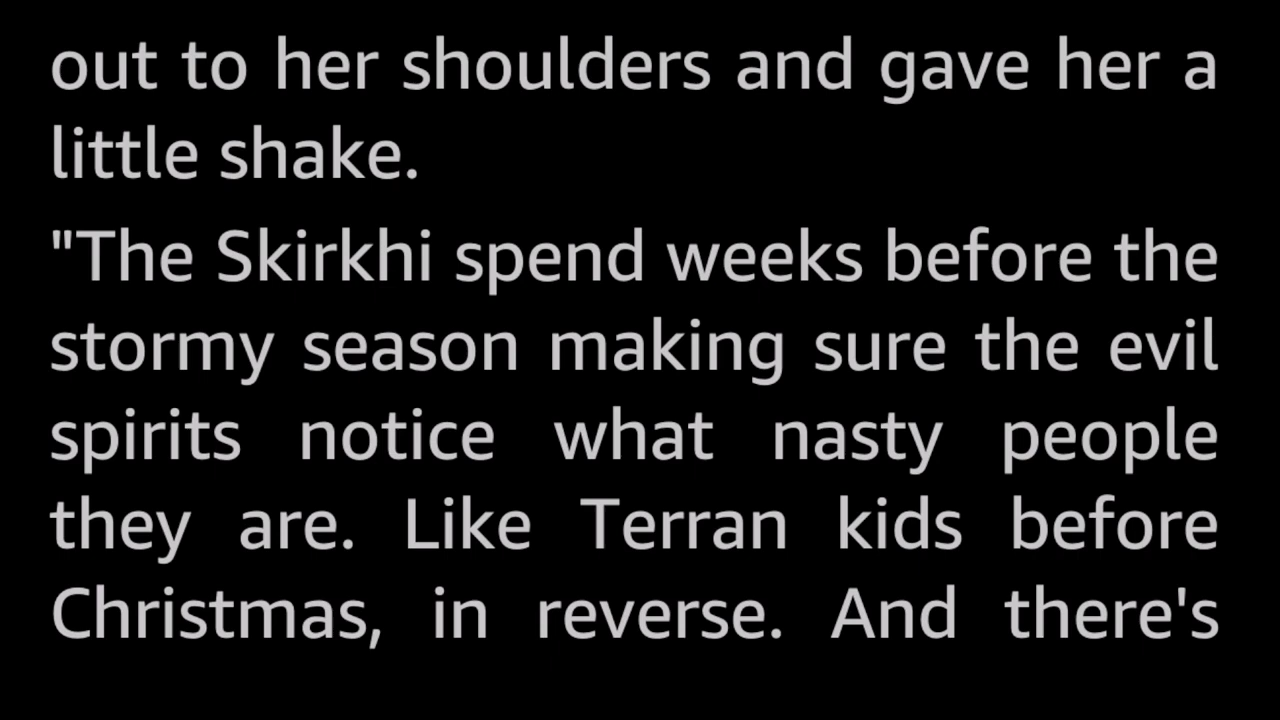 out to her shoulders and gave her a
little shake.
"The Skirkhi spend weeks before the
stormy season making sure the evil
spirits notice what nasty people
they are. Like Terran kids before
Christmas, in reverse. And there's